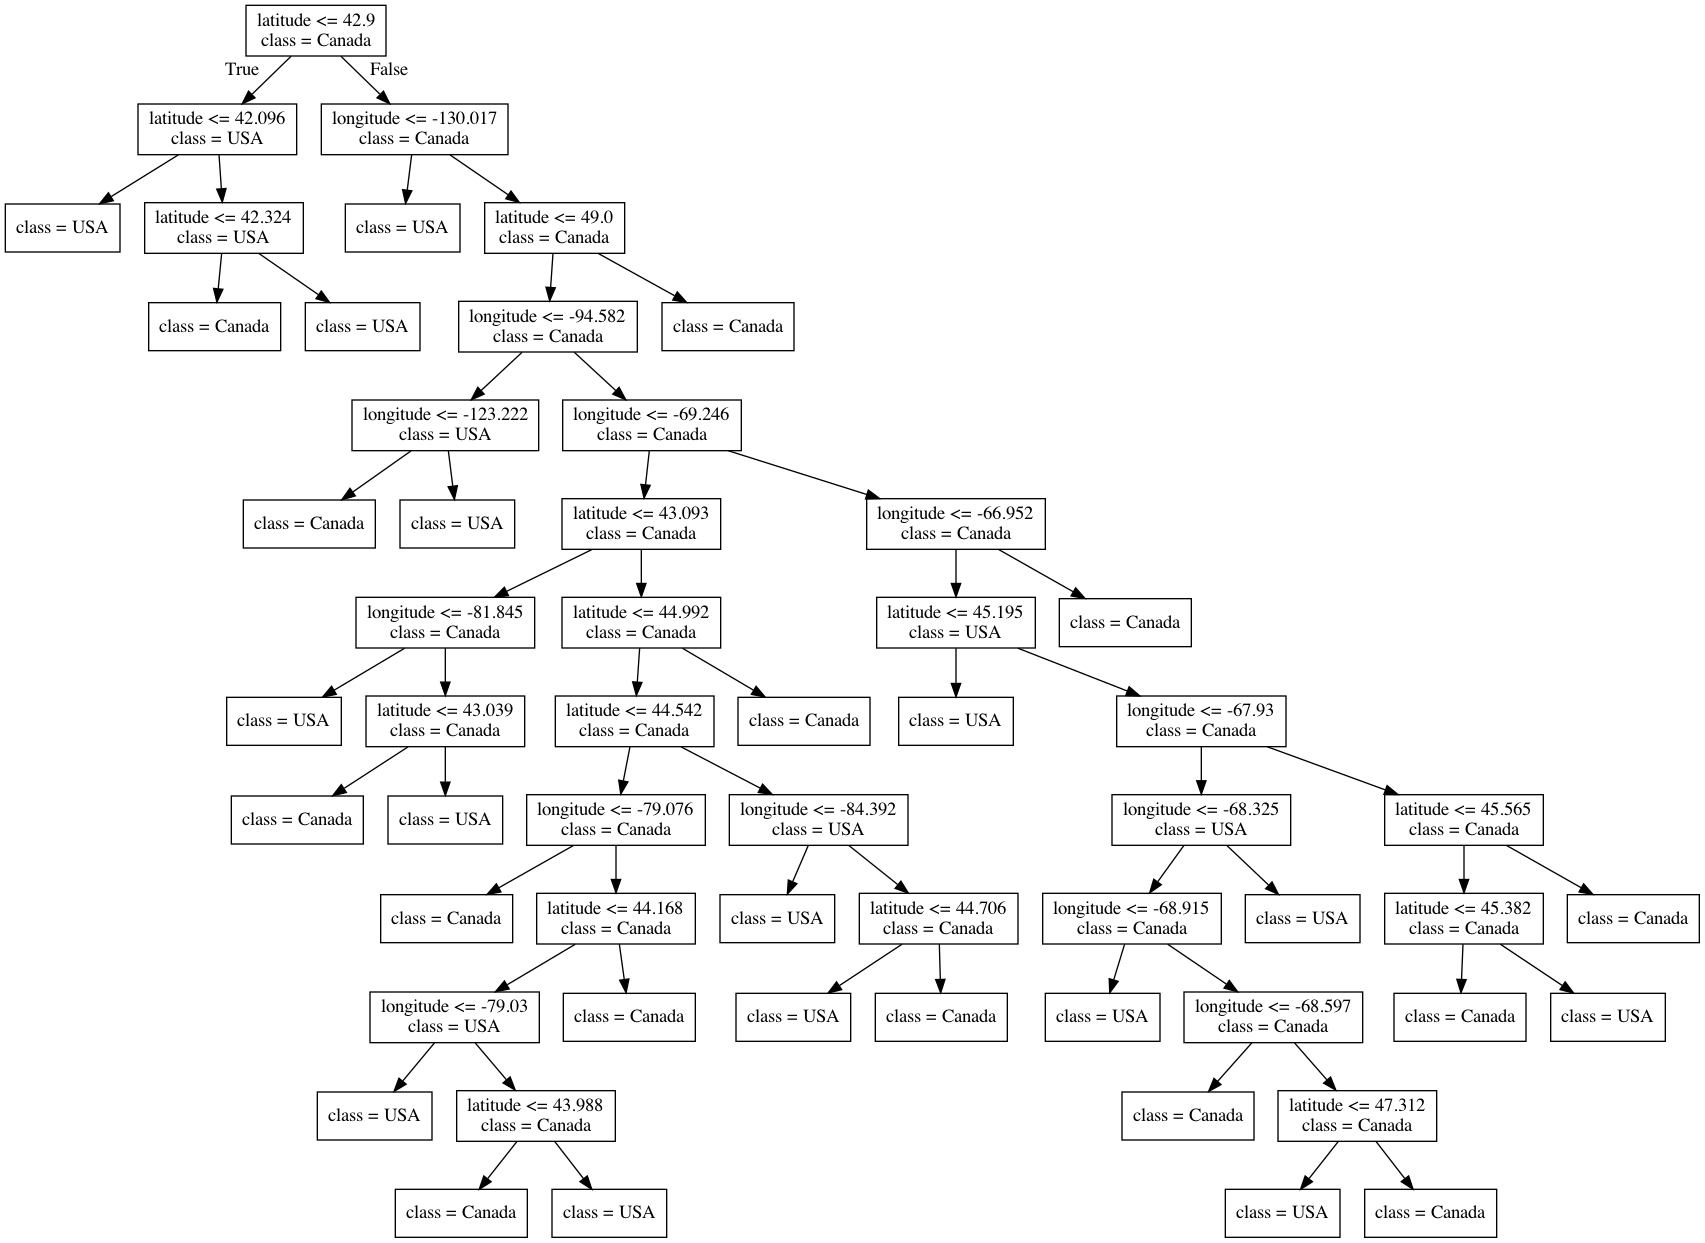 latitude <= 42.9
class = Canada
True
False
latitude <= 42.096
class = USA
longitude <= -130.017
class = Canada
class = USA
latitude <= 42.324
class = USA
class = USA
latitude <= 49.0
class = Canada
class = Canada
class = USA
longitude <= -94.582
class = Canada
class = Canada
longitude <= -123.222
class = USA
longitude <= -69.246
class = Canada
class = Canada
class = USA
latitude <= 43.093
class = Canada
longitude <= -66.952
class = Canada
longitude <= -81.845
class = Canada
latitude <= 44.992
class = Canada
latitude <= 45.195
class = USA
class = Canada
class = USA
latitude <= 43.039
class = Canada
latitude <= 44.542
class = Canada
class = Canada
class = USA
longitude <= -67.93
class = Canada
class = Canada
class = USA
longitude <= -79.076
class = Canada
longitude <= -84.392
class = USA
longitude <= -68.325
class = USA
latitude <= 45.565
class = Canada
class = Canada
latitude <= 44.168
class = Canada
class = USA
latitude <= 44.706
class = Canada
longitude <= -68.915
class = Canada
class = USA
latitude <= 45.382
class = Canada
class = Canada
longitude <= -79.03
class = USA
class = Canada
class = USA
class = Canada
class = USA
longitude <= -68.597
class = Canada
class = Canada
class = USA
class = USA
latitude <= 43.988
class = Canada
class = Canada
latitude <= 47.312
class = Canada
class = Canada
class = USA
class = USA
class = Canada